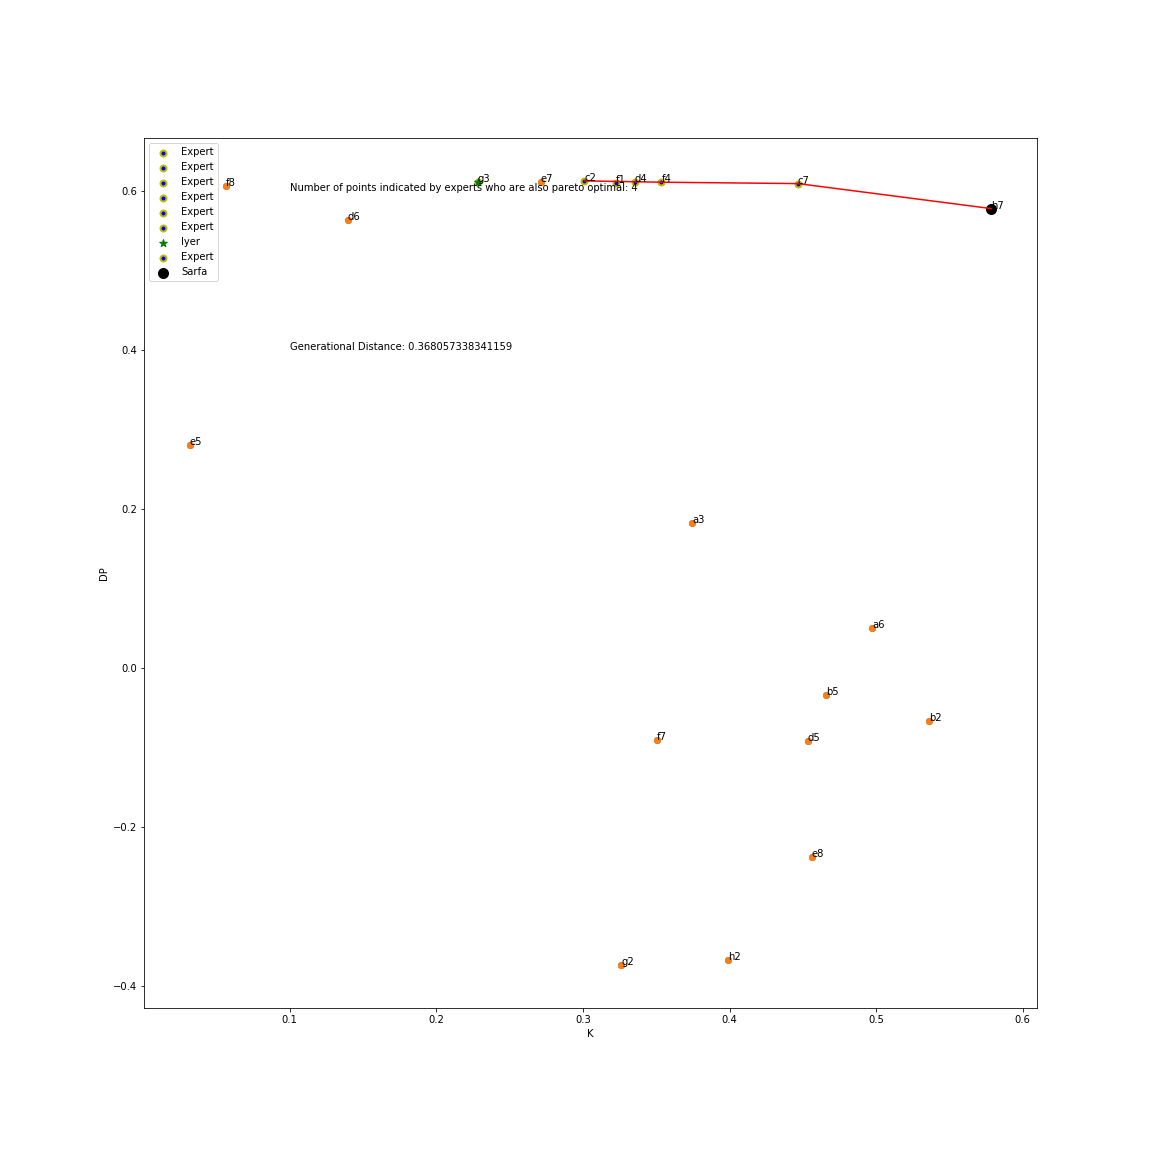 Expert
Expert
Expert
Expert
Expert
Expert
Iyer
Expert
Sarfa
f8
g3
e7
c2
f1
d4
f4
c7
h7
Number of points indicated by experts who are also pareto optimal: 4
d6
Generational Distance: 0.368057338341159
e5
a3
a6
b5
b2
f7
d5
e8
g2
h2
0.6
0.4
0.2
0.0
−0.2
−0.4
DP
0.1
0.2
0.3
0.4
0.5
0.6
K